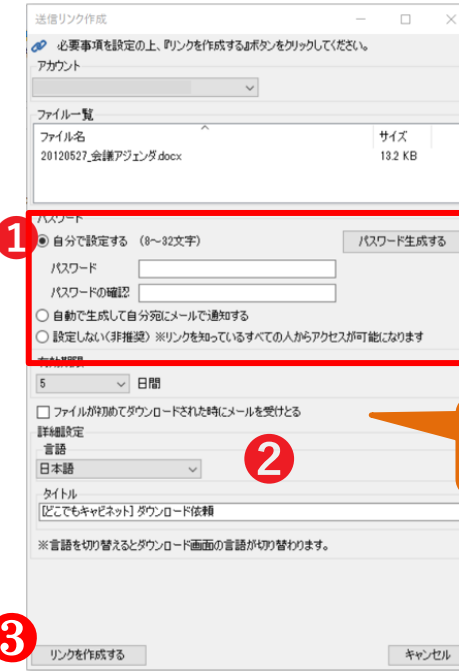 送信リンク作成
必要事項を設定の上、『リンクを作成する』ボタンをクリックしてください。
アカウント
ファイル一覧
ファイル名 サイズ
20120527_会議アジェンダ.docx 13.2 KB
パスワード
1
自分で設定する (8～32文字) パスワード生成する
パスワード
パスワードの確認
自動で生成して自分宛にメールで通知する
設定しない(非推奨) ※リンクを知っているすべての人からアクセスが可能になります
有効期限
5 日間
ファイルが初めてダウンロードされた時にメールを受けとる
詳細設定
言語
日本語
2
タイトル
[どこでもキャビネット] ダウンロード依頼
※言語を切り替えるとダウンロード画面の言語が切り替わります。
3
リンクを作成する キャンセル